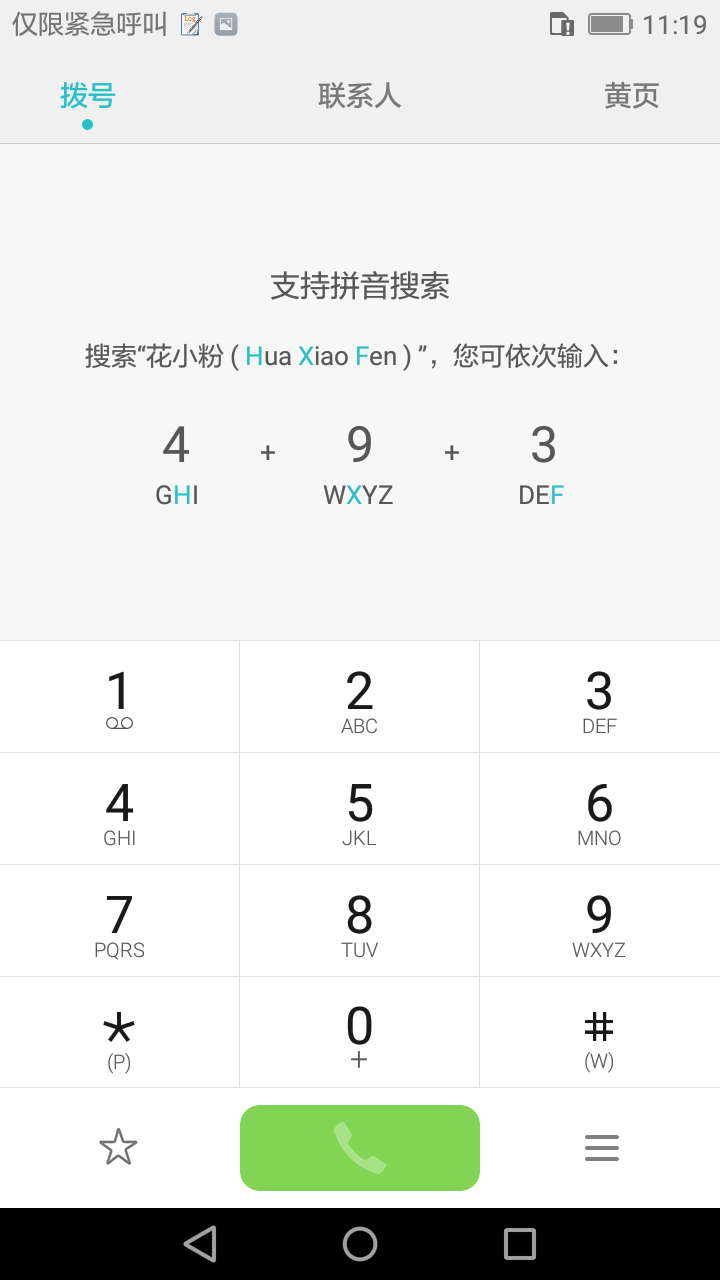 仅限紧急呼叫 11:19
拨号 联系人 黄页
支持拼音搜索
搜索“花小粉 ( Hua Xiao Fen ) ”，您可依次输入：
4 + 9 + 3
GHI WXYZ DEF
1 2 3
ABC DEF
4 5 6
GHI JKL MNO
7 8 9
PQRS TUV WXYZ
* 0 #
(P) + (W)